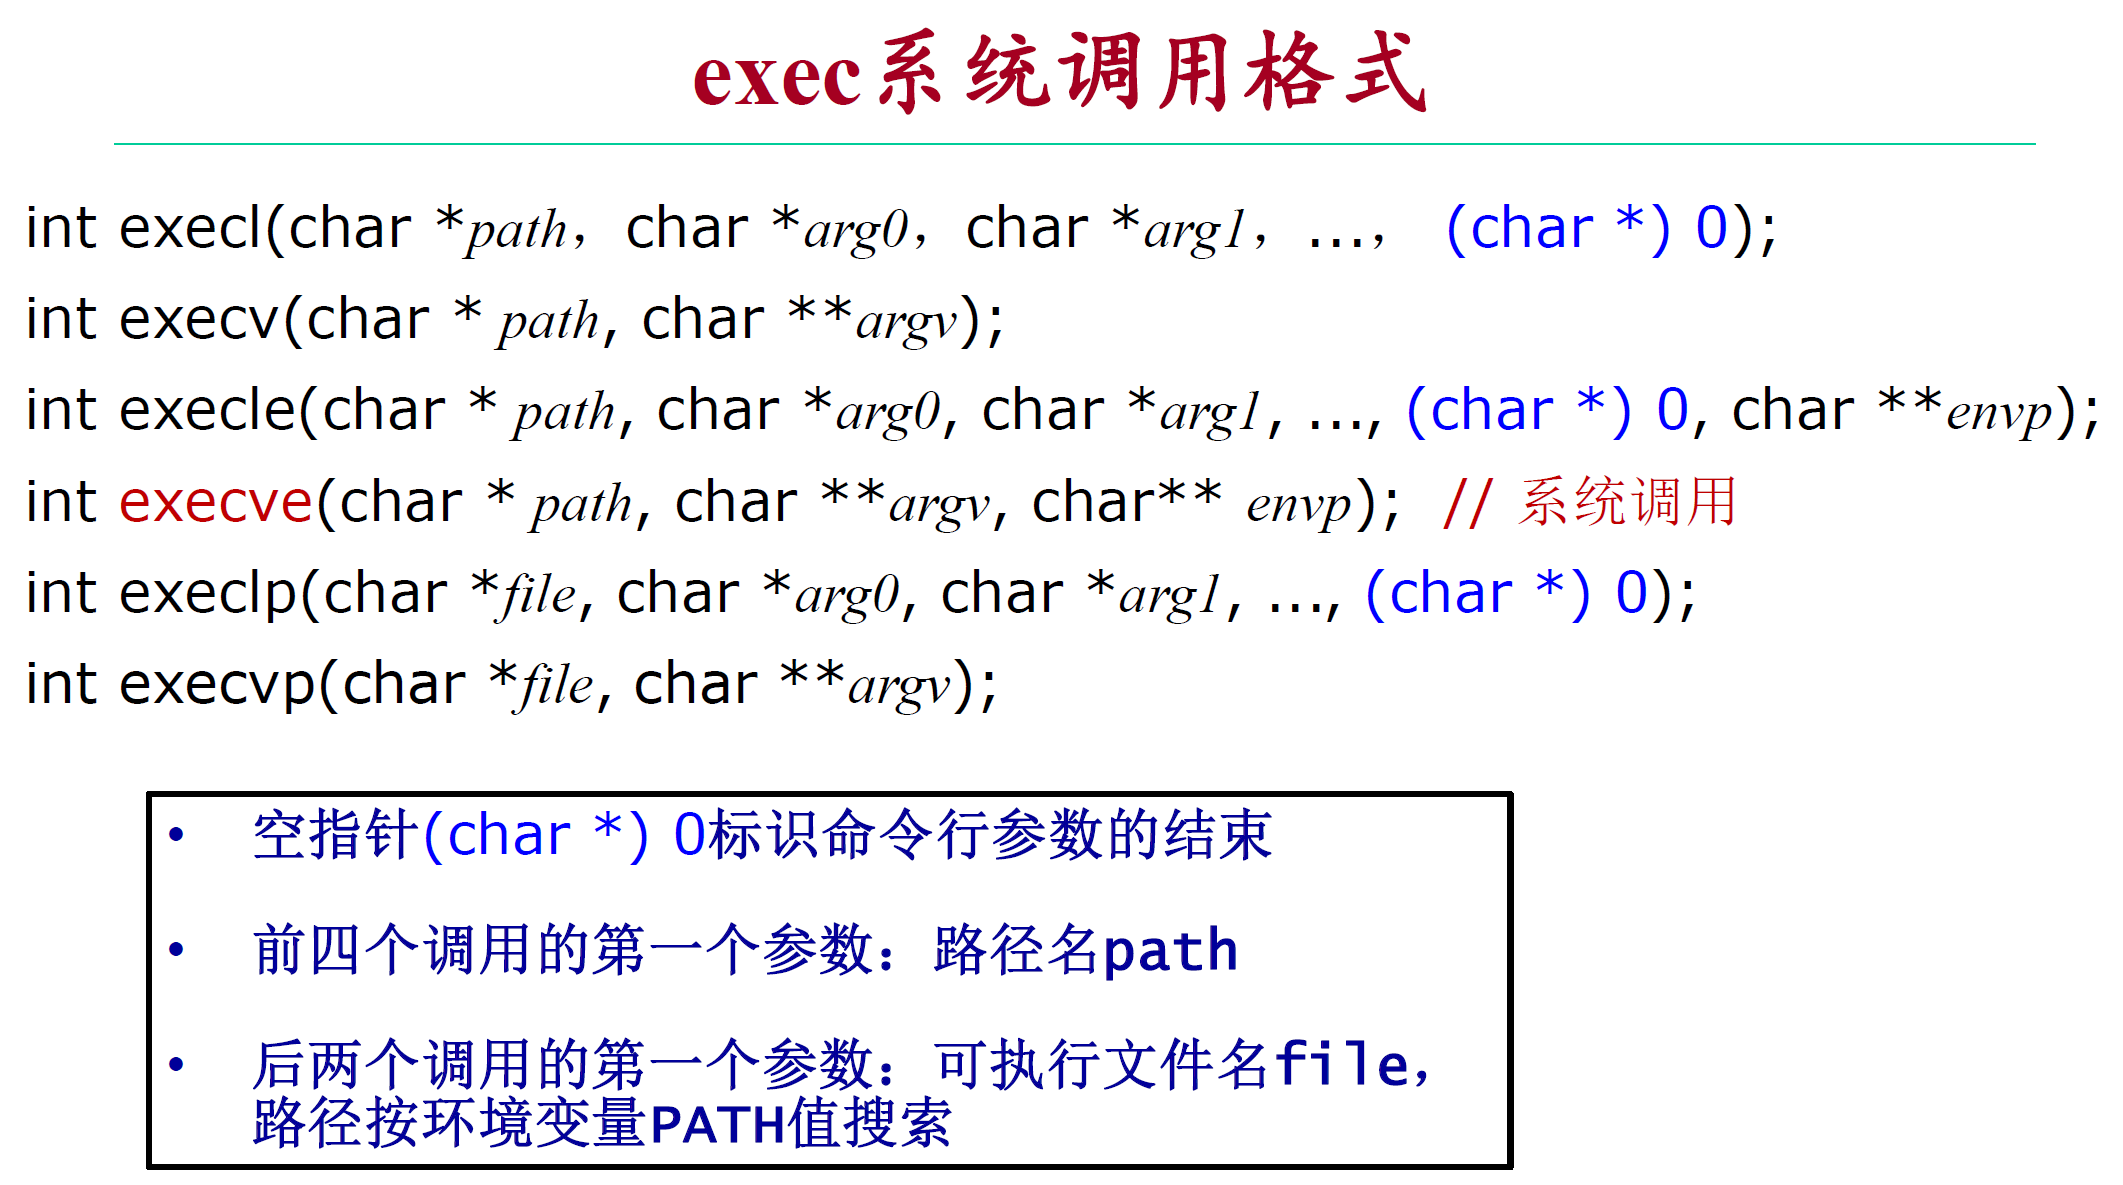 exec系统调用格式
int execl(char *path，char *arg0，char *arg1，...， (char *) 0);
int execv(char * path, char **argv);
int execle(char * path, char *arg0, char *arg1, ..., (char *) 0, char **envp);
int execve(char * path, char **argv, char** envp); // 系统调用
int execlp(char *file, char *arg0, char *arg1, ..., (char *) 0);
int execvp(char *file, char **argv);
• 空指针(char *) 0标识命令行参数的结束
• 前四个调用的第一个参数：路径名path
• 后两个调用的第一个参数：可执行文件名file，
路径按环境变量PATH值搜索